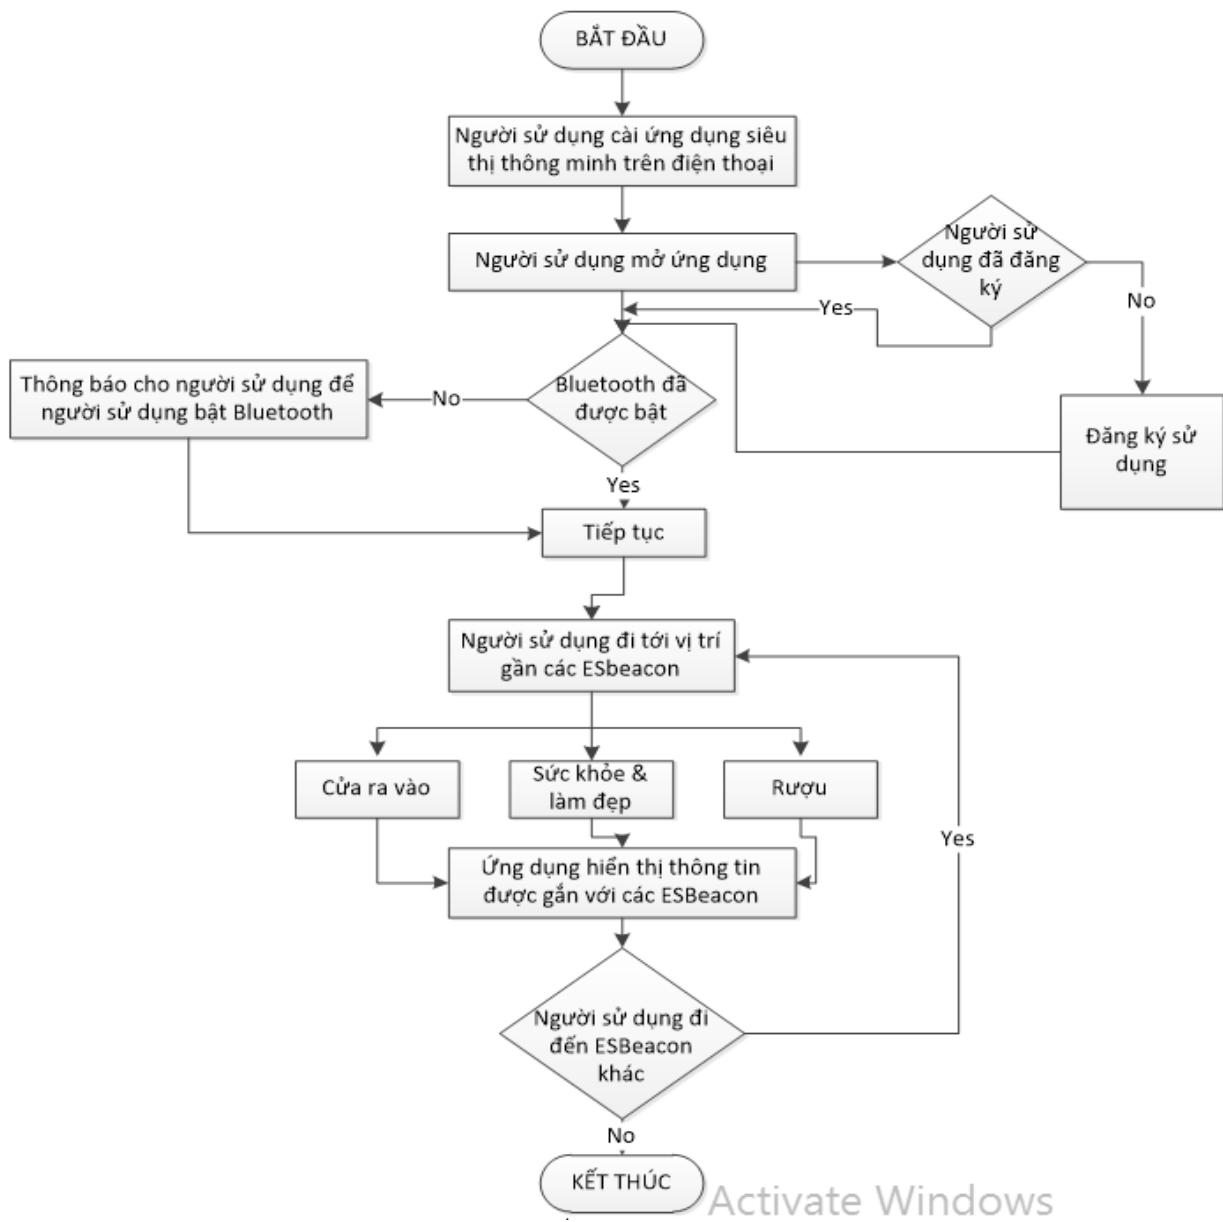 BẮT ĐẦU
Người sử dụng cài ứng dụng siêu
thị thông minh trên điện thoại
Người sử dụng mở ứng dụng
Người sử
dụng đã đăng
ký
Yes
No
Thông báo cho người sử dụng để
người sử dụng bật Bluetooth
No
Bluetooth đã
được bật
Đăng ký sử
dụng
Yes
Tiếp tục
Người sử dụng đi tới vị trí
gần các ESbeacon
Cửa ra vào
Sức khỏe &
làm đẹp
Rượu
Yes
Ứng dụng hiển thị thông tin
được gắn với các ESBeacon
Người sử dụng đi
đến ESBeacon
khác
No
KẾT THÚC
Activate Windows